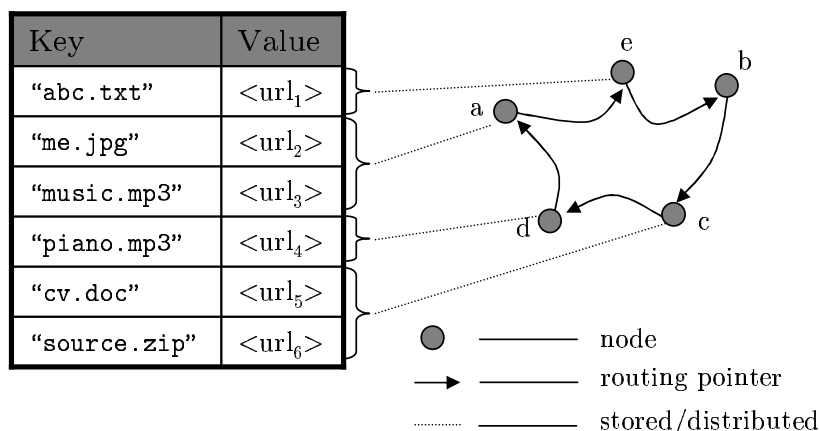 Key Value
“abc.txt” <url₁>
“me.jpg” <url₂>
“music.mp3” <url₃>
“piano.mp3” <url₄>
“cv.doc” <url₅>
“source.zip” <url₆>
e
b
a
d
c
node
routing pointer
stored/distributed